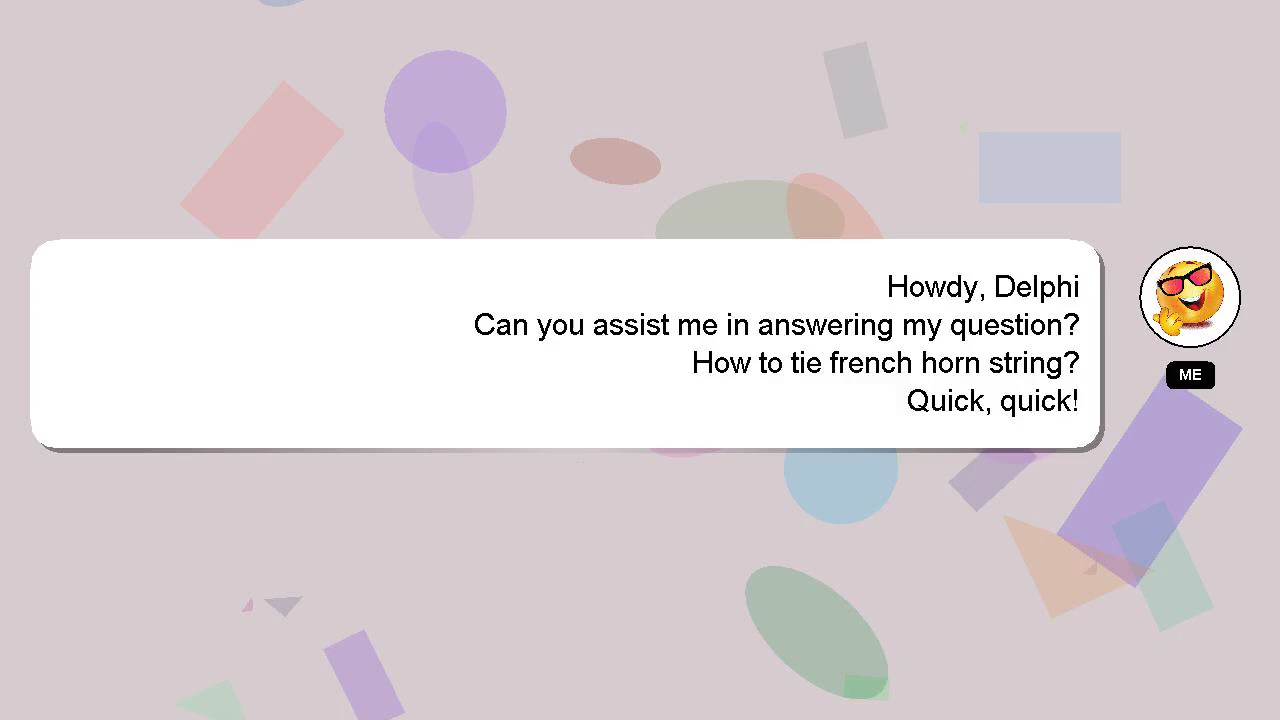 Howdy, Delphi
Can you assist me in answering my question?
How to tie french horn string?
Quick, quick!
ME